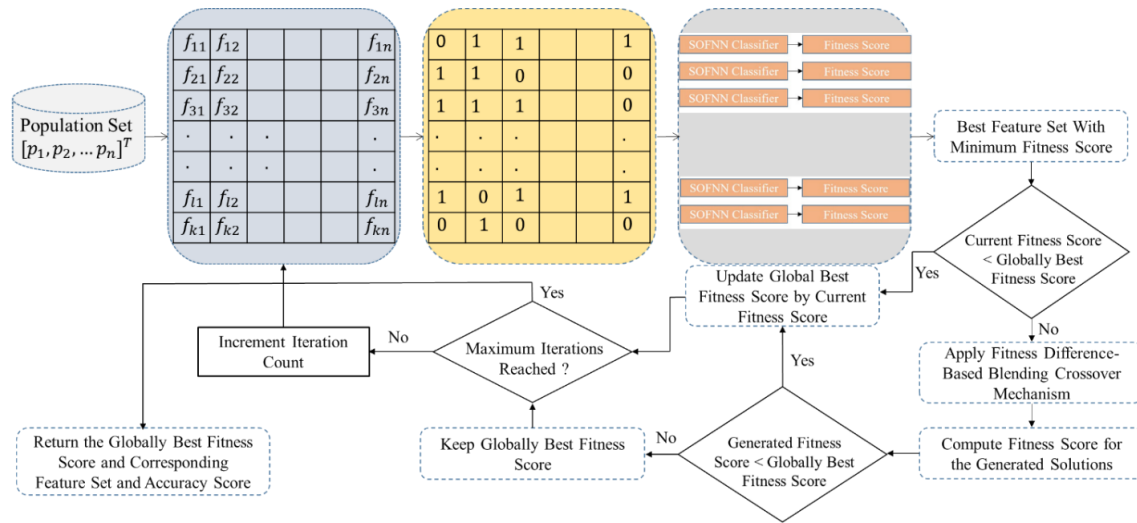 Population Set
[p₁, p₂, … pₙ]ᵀ
f₁₁ f₁₂ f₁ₙ
f₂₁ f₂₂ f₂ₙ
f₃₁ f₃₂ f₃ₙ
. . . .
. . . .
fₗ₁ fₗ₂ fₗₙ
fₖ₁ fₖ₂ fₖₙ
0 1 1 1
1 1 0 0
1 1 1 0
. . . .
. . . .
1 0 1 1
0 1 0 0
SOFNN Classifier Fitness Score
SOFNN Classifier Fitness Score
SOFNN Classifier Fitness Score
SOFNN Classifier Fitness Score
SOFNN Classifier Fitness Score
Best Feature Set With
Minimum Fitness Score
Current Fitness Score
< Globally Best
Fitness Score
Yes
No
Update Global Best
Fitness Score by Current
Fitness Score
Apply Fitness Difference-
Based Blending Crossover
Mechanism
Compute Fitness Score for
the Generated Solutions
Generated Fitness
Score < Globally Best
Fitness Score
Yes
No
Keep Globally Best Fitness
Score
Maximum Iterations
Reached ?
Yes
No
Increment Iteration
Count
Return the Globally Best Fitness
Score and Corresponding
Feature Set and Accuracy Score